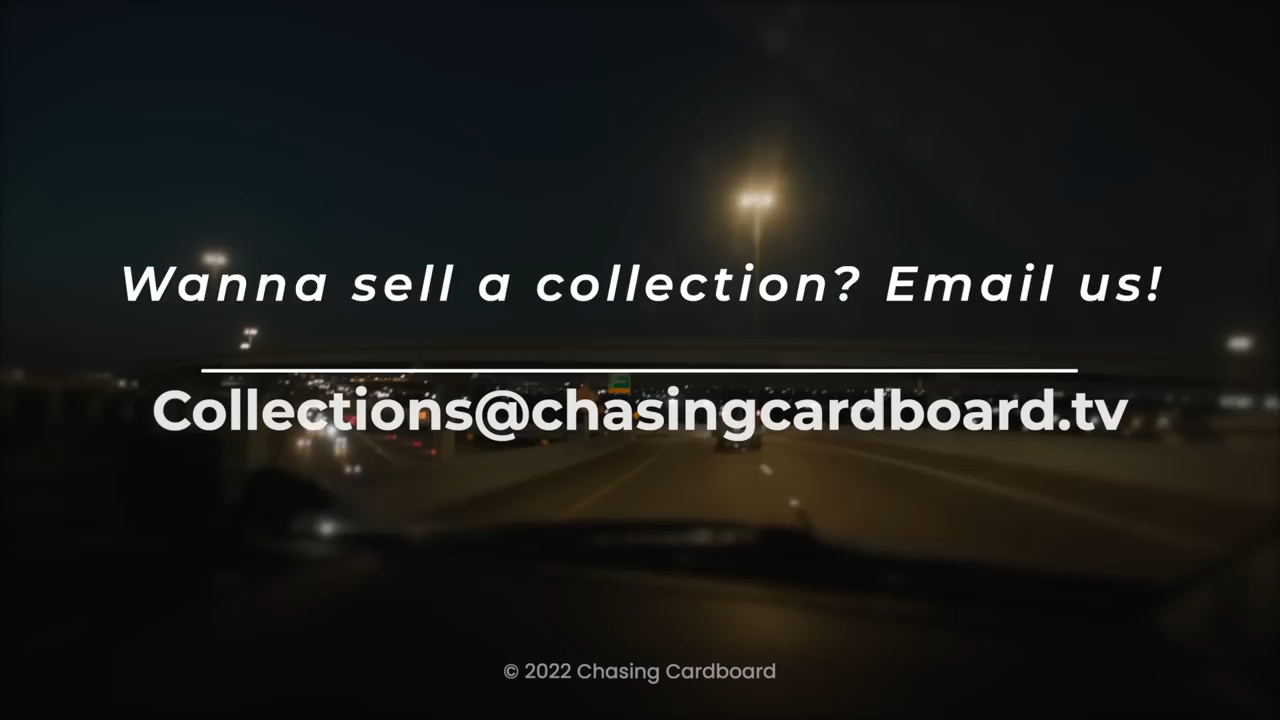 Wanna sell a collection? Email us!
Collections@chasingcardboard.tv
© 2022 Chasing Cardboard